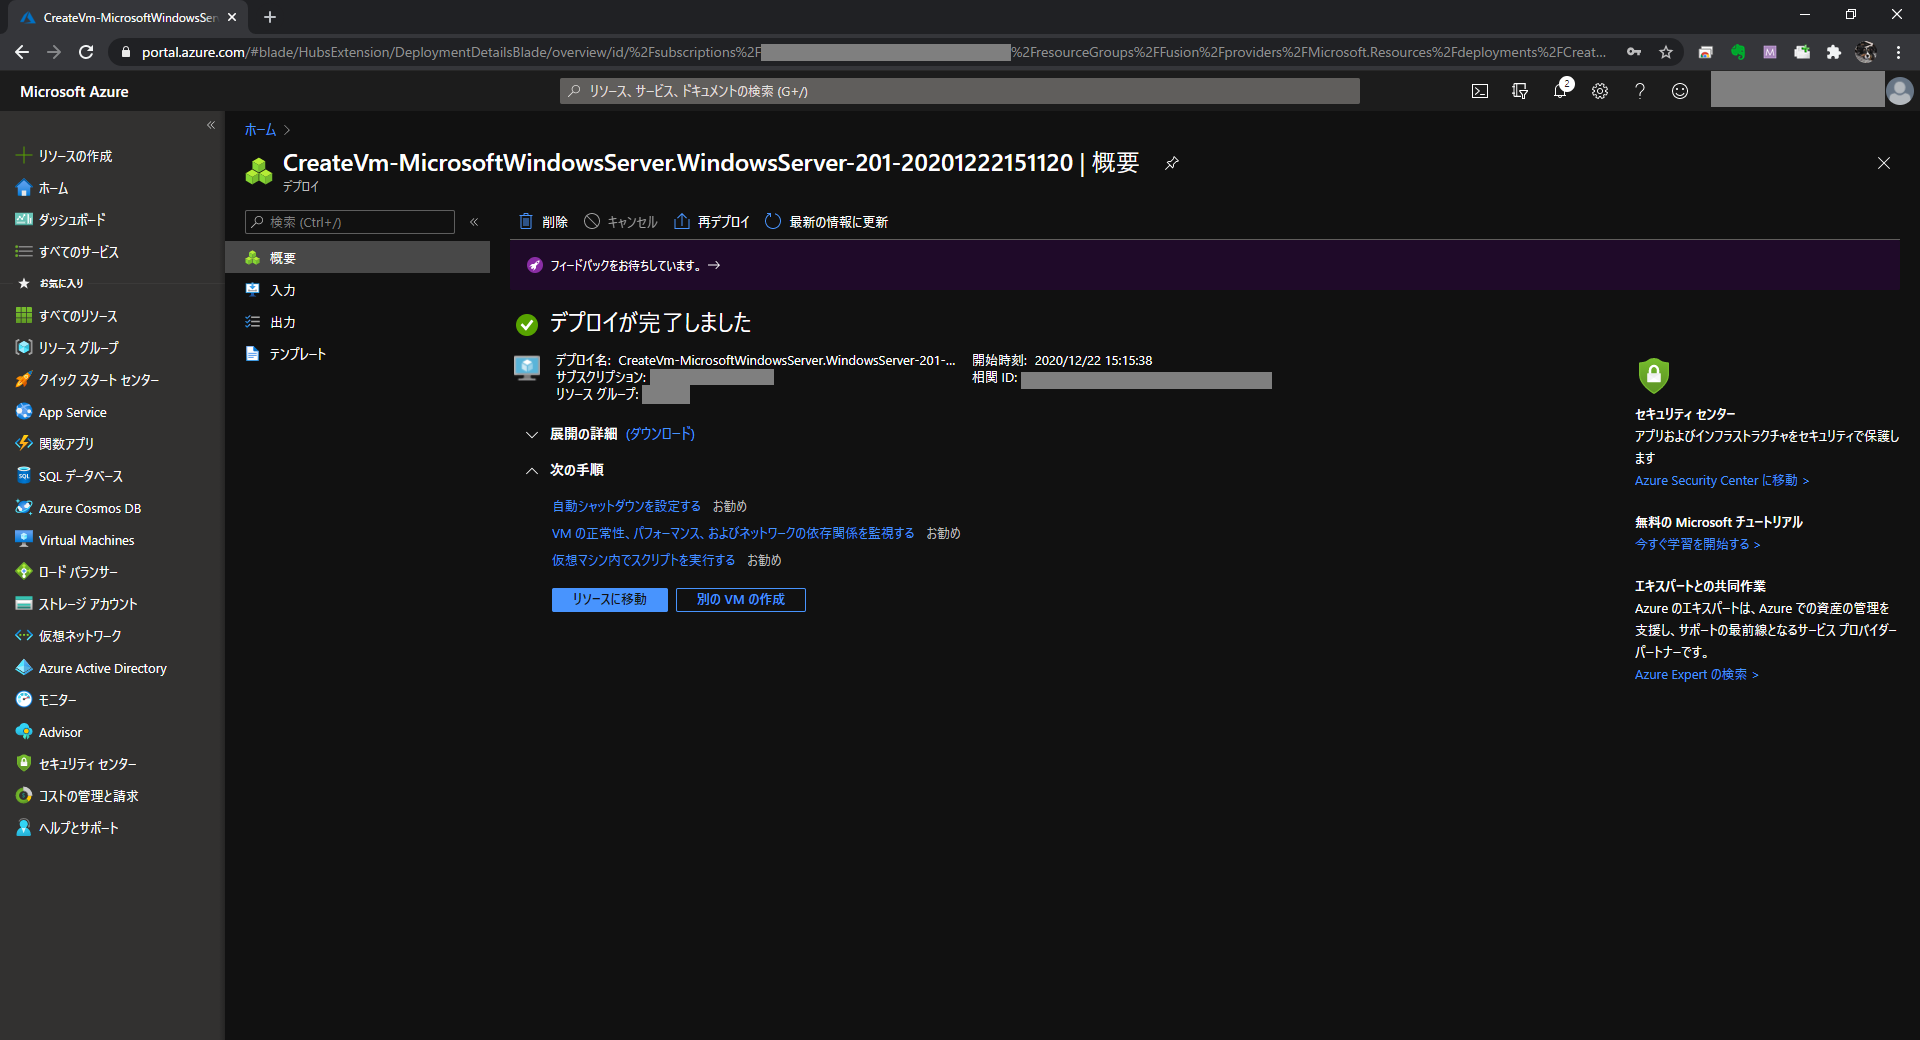 CreateVm-MicrosoftWindowsSer
portal.azure.com/#blade/HubsExtension/DeploymentDetailsBlade/overview/id/%2Fsubscriptions%2F
%2FresourceGroups%2FFusion%2Fproviders%2FMicrosoft.Resources%2Fdeployments%2FCreat...
Microsoft Azure
リソース、サービス、ドキュメントの検索 (G+/)
2
リソースの作成
ホーム
ダッシュボード
すべてのサービス
お気に入り
すべてのリソース
リソース グループ
クイック スタート センター
App Service
関数アプリ
SQL データベース
Azure Cosmos DB
Virtual Machines
ロード バランサー
ストレージ アカウント
仮想ネットワーク
Azure Active Directory
モニター
Advisor
セキュリティ センター
コストの管理と請求
ヘルプとサポート
ホーム
CreateVm-MicrosoftWindowsServer.WindowsServer-201-20201222151120 | 概要
デプロイ
検索 (Ctrl+/)
概要
入力
出力
テンプレート
削除 キャンセル 再デプロイ 最新の情報に更新
フィードバックをお待ちしています。 →
デプロイが完了しました
デプロイ名: CreateVm-MicrosoftWindowsServer.WindowsServer-201-...
サブスクリプション:
リソース グループ:
開始時刻: 2020/12/22 15:15:38
相関 ID:
展開の詳細 (ダウンロード)
次の手順
自動シャットダウンを設定する お勧め
VM の正常性、パフォーマンス、およびネットワークの依存関係を監視する お勧め
仮想マシン内でスクリプトを実行する お勧め
リソースに移動 別の VM の作成
セキュリティ センター
アプリおよびインフラストラクチャをセキュリティで保護し
ます
Azure Security Center に移動 >
無料の Microsoft チュートリアル
今すぐ学習を開始する >
エキスパートとの共同作業
Azure のエキスパートは、Azure での資産の管理を
支援し、サポートの最前線となるサービス プロバイダー
パートナーです。
Azure Expert の検索 >